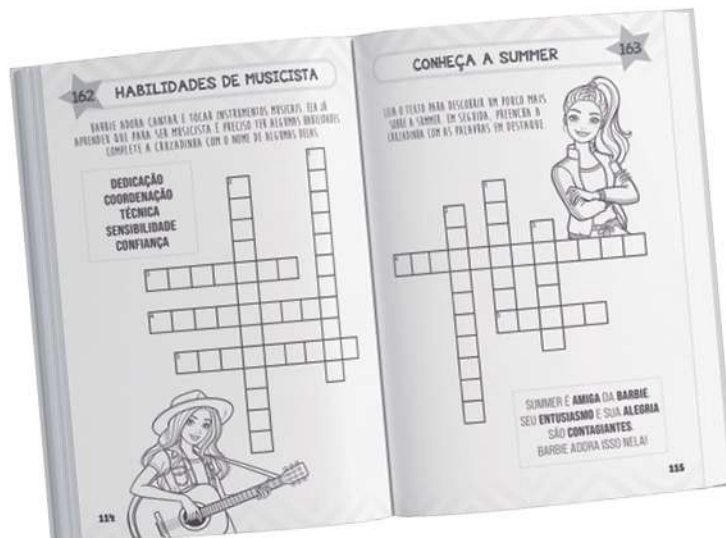 162
HABILIDADES DE MUSICISTA
BARBIE ADORA CANTAR E TOCAR INSTRUMENTOS MUSICAIS. ELA JÁ
APRENDEU QUE PARA SER MUSICISTA É PRECISO TER ALGUMAS HABILIDADES.
COMPLETE A CRUZADINHA COM O NOME DE ALGUMAS DELAS.
DEDICAÇÃO
COORDENAÇÃO
TÉCNICA
SENSIBILIDADE
CONFIANÇA
114
CONHEÇA A SUMMER
163
LEIA O TEXTO PARA DESCOBRIR UM POUCO MAIS
SOBRE A SUMMER. EM SEGUIDA, PREENCHA A
CRUZADINHA COM AS PALAVRAS EM DESTAQUE.
SUMMER É AMIGA DA BARBIE.
SEU ENTUSIASMO E SUA ALEGRIA
SÃO CONTAGIANTES.
BARBIE ADORA ISSO NELA!
115